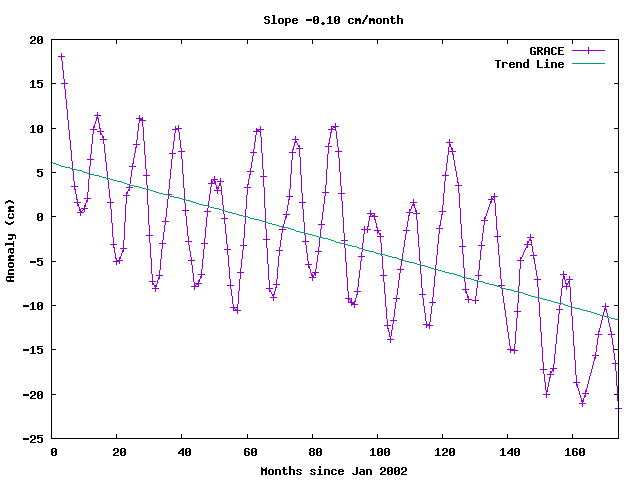 Slope -0.10 cm/month
GRACE
Trend Line
20
15
10
5
0
-5
-10
-15
-20
-25
Anomaly (cm)
0 20 40 60 80 100 120 140 160
Months since Jan 2002